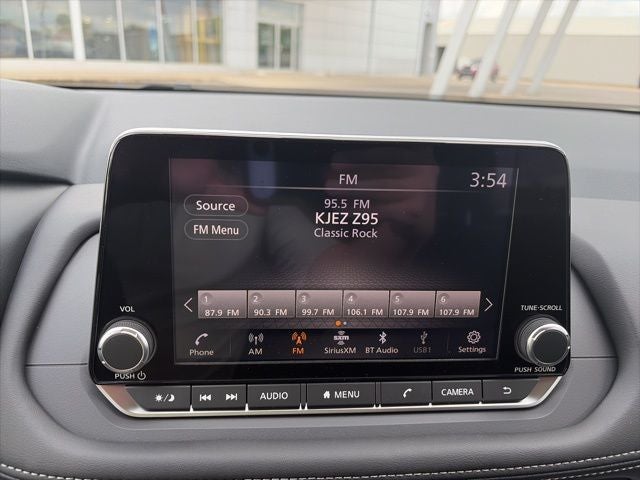 FM 3:54
Source
95.5 FM
KJEZ Z95
Classic Rock
FM Menu
1 2 3 4 5 6
87.9 FM 90.3 FM 99.7 FM 106.1 FM 107.9 FM 107.9 FM
Phone AM FM SXM SiriusXM BT Audio USB1 Settings
VOL
PUSH
TUNE·SCROLL
PUSH SOUND
AUDIO MENU CAMERA